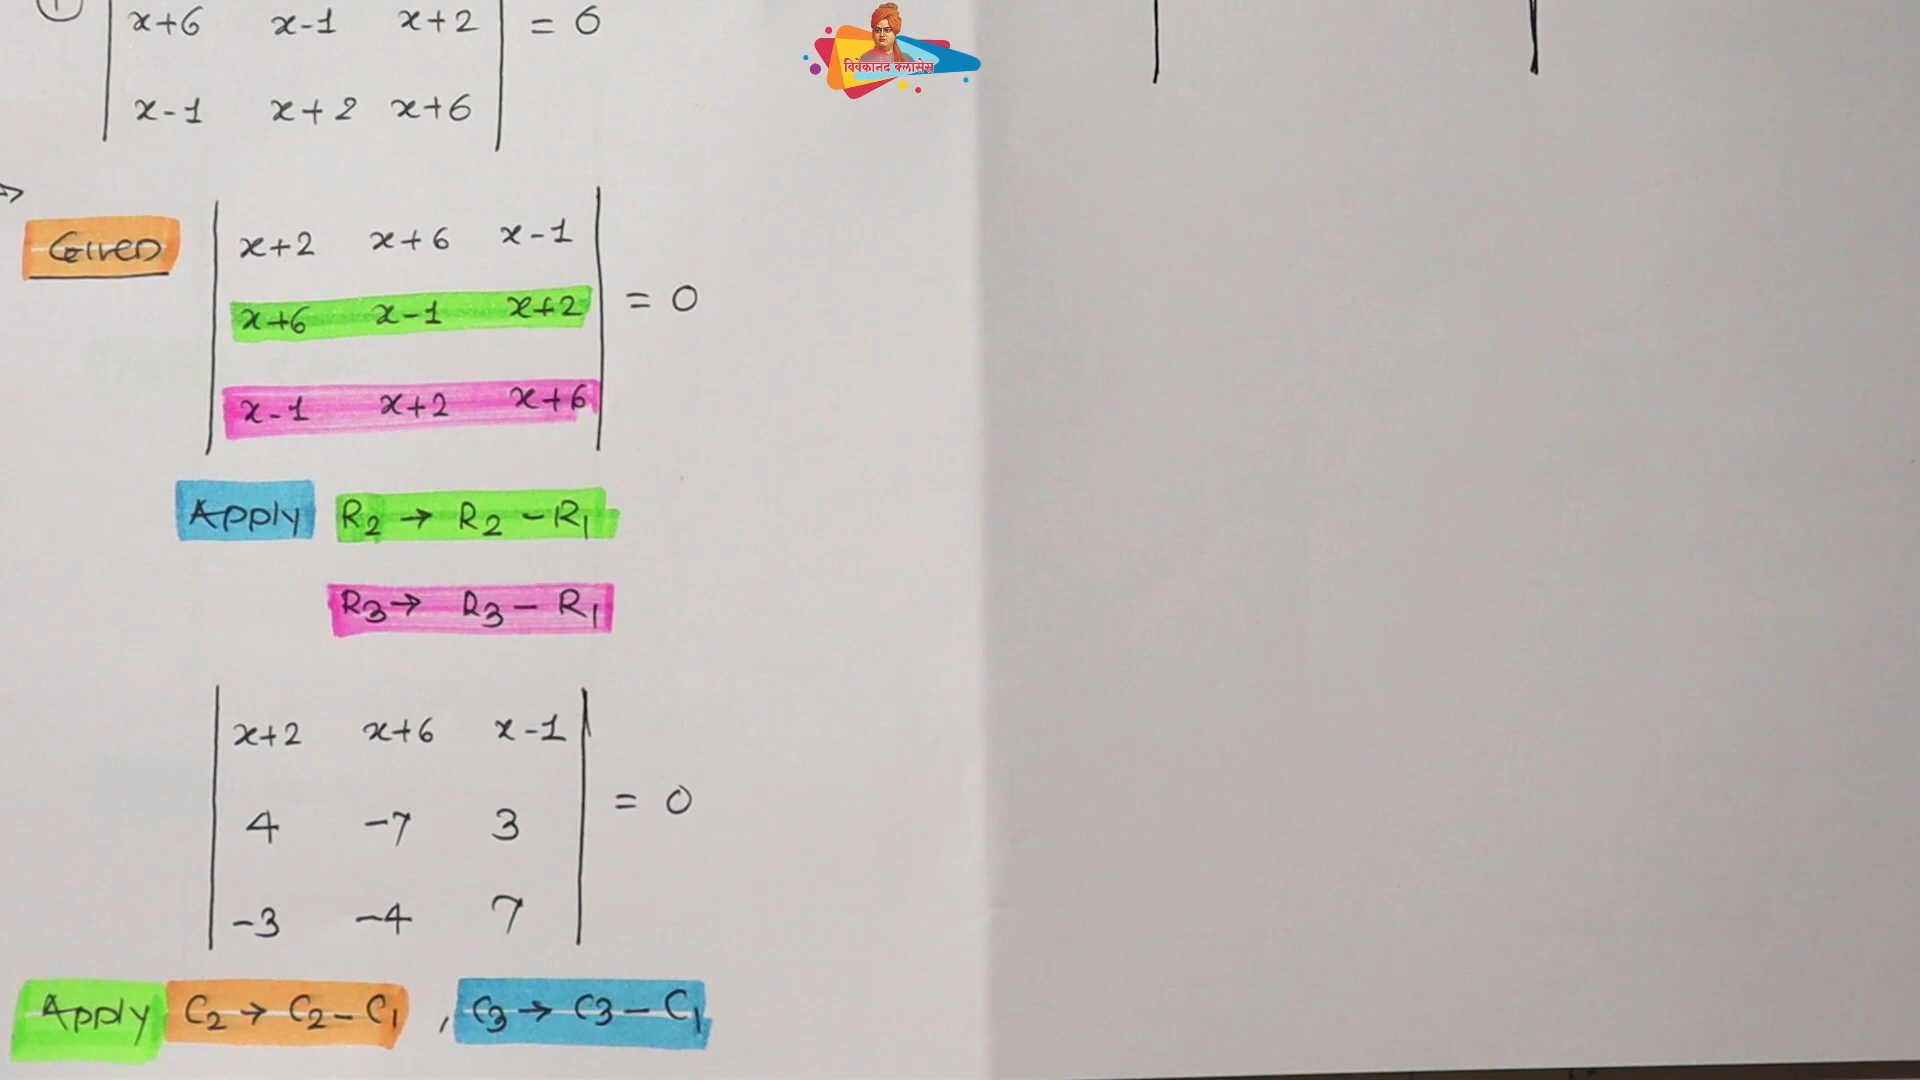 1
x+6 x-1 x+2 = 0
x-1 x+2 x+6
विवेकानंद क्लासेस
→
Given
x+2 x+6 x-1
x+6 x-1 x+2 = 0
x-1 x+2 x+6
Apply R₂ → R₂ - R₁
R₃ → R₃ - R₁
x+2 x+6 x-1
4 -7 3 = 0
-3 -4 7
Apply C₂ → C₂ - C₁ , C₃ → C₃ - C₁